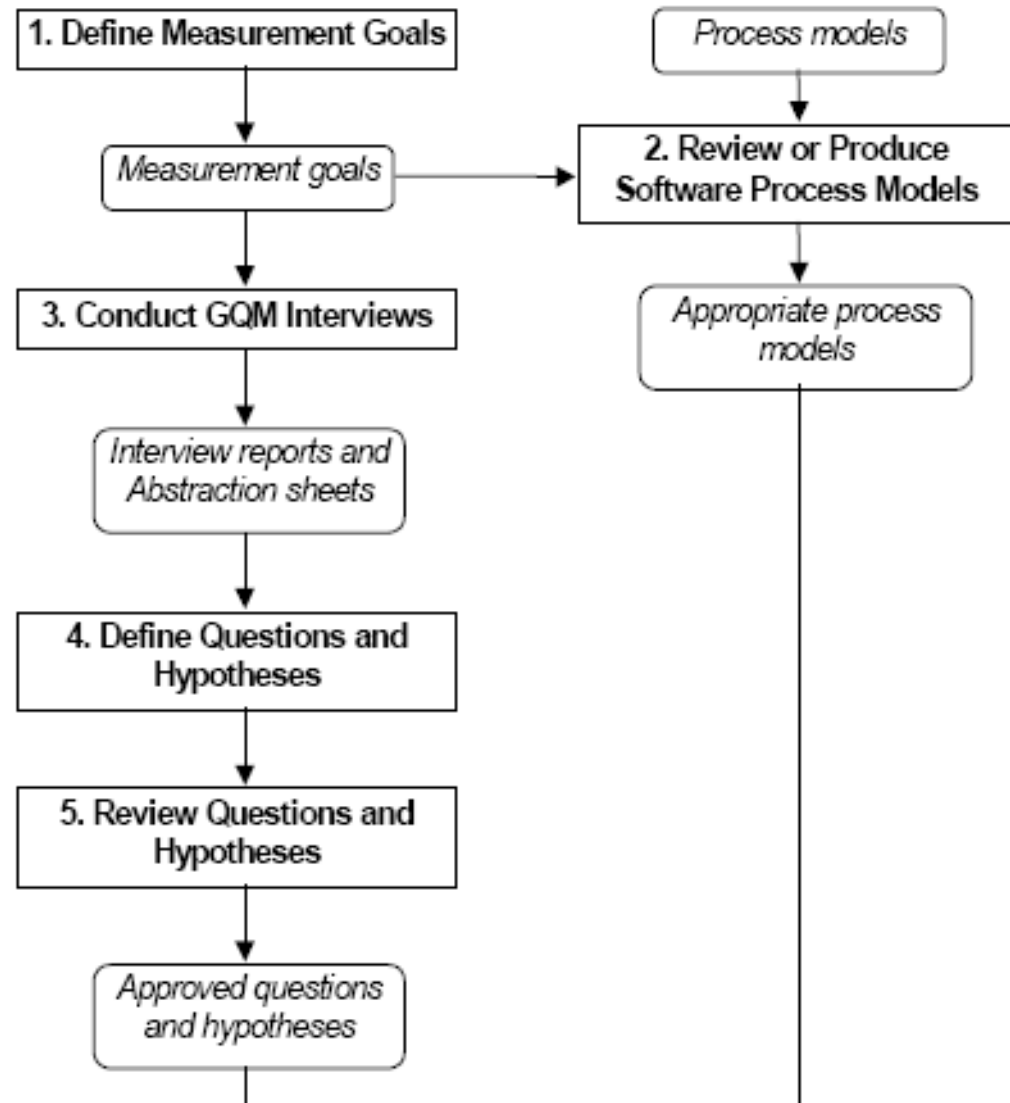 1. Define Measurement Goals
Process models
Measurement goals
2. Review or Produce
Software Process Models
3. Conduct GQM Interviews
Appropriate process
models
Interview reports and
Abstraction sheets
4. Define Questions and
Hypotheses
5. Review Questions and
Hypotheses
Approved questions
and hypotheses